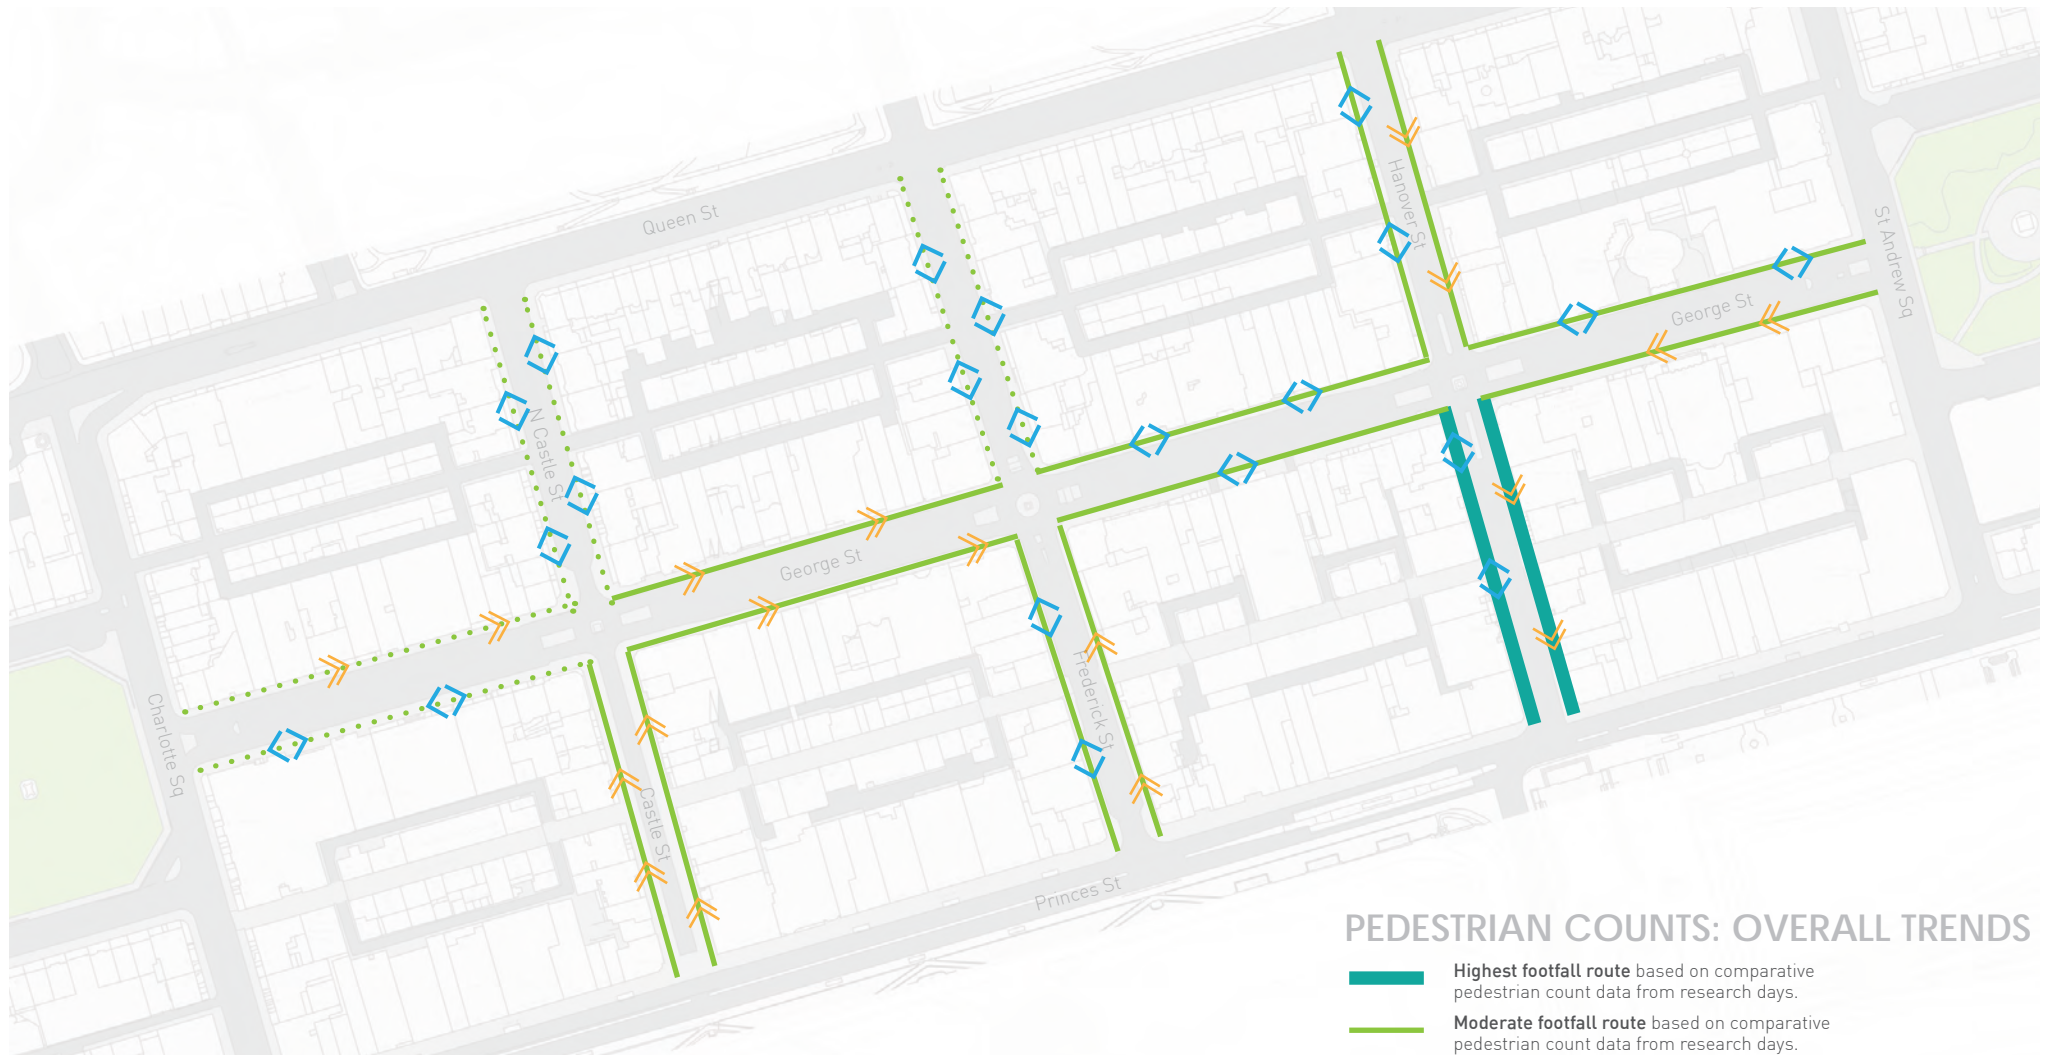 Queen St
Hanover St
St Andrew Sq
George St
N Castle St
George St
Frederick St
Charlotte Sq
Castle St
Princes St
PEDESTRIAN COUNTS: OVERALL TRENDS
Highest footfall route based on comparative
pedestrian count data from research days.
Moderate footfall route based on comparative
pedestrian count data from research days.